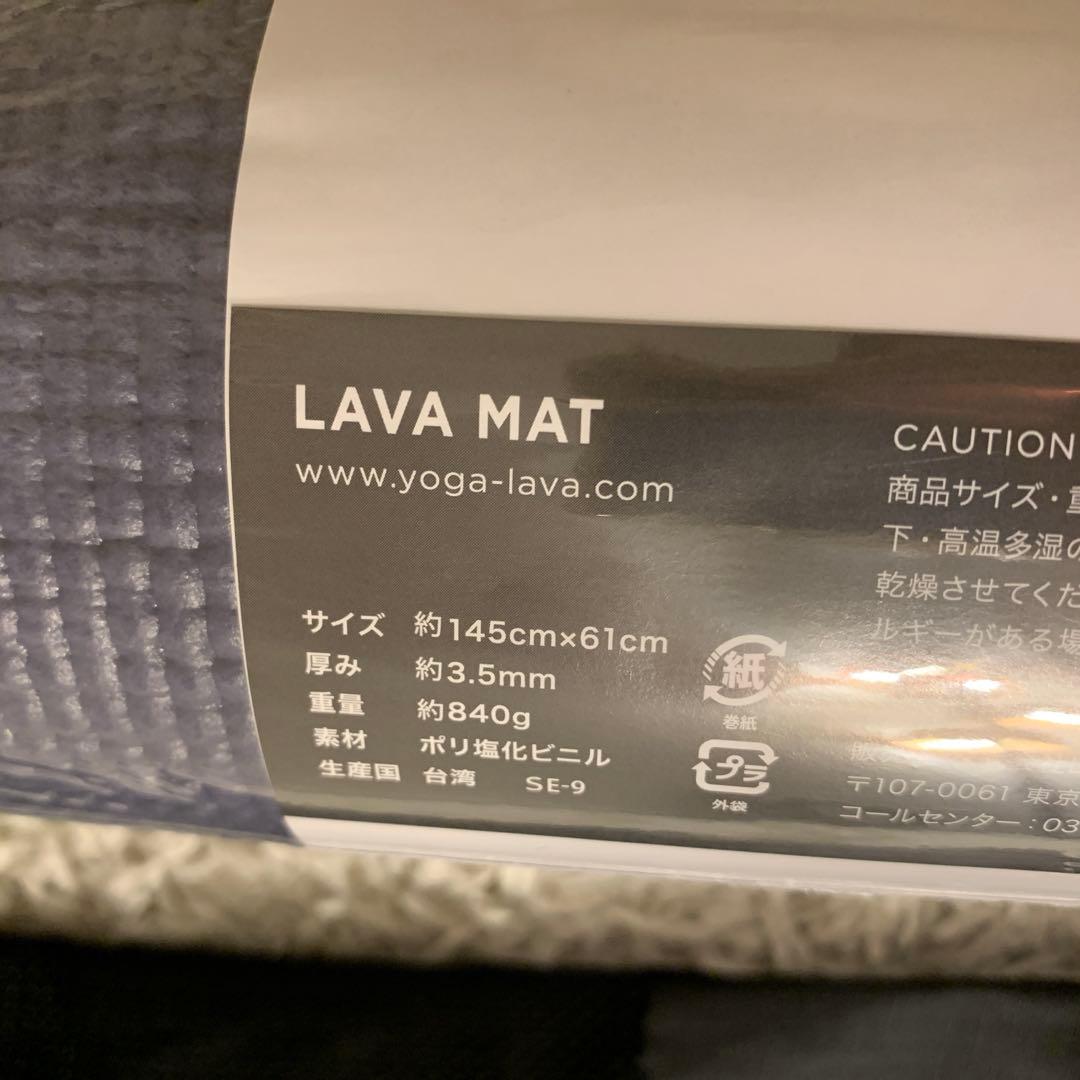 LAVA MAT
www.yoga-lava.com
サイズ 約145cm×61cm
厚み 約3.5mm
重量 約840g
素材 ポリ塩化ビニル
生産国 台湾 SE-9
紙
巻紙
プラ
外袋
CAUTION
商品サイズ・重
下・高温多湿の
乾燥させてくだ
ルギーがある場
〒107-0061 東京
コールセンター:03